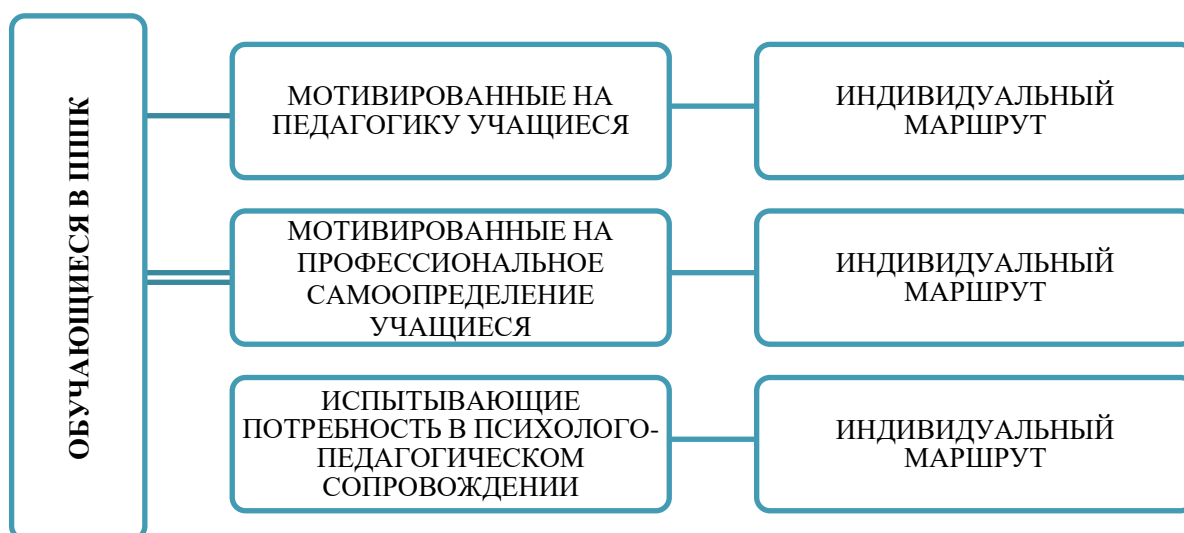 ОБУЧАЮЩИЕСЯ В ПППК
МОТИВИРОВАННЫЕ НА
ПЕДАГОГИКУ УЧАЩИЕСЯ
ИНДИВИДУАЛЬНЫЙ
МАРШРУТ
МОТИВИРОВАННЫЕ НА
ПРОФЕССИОНАЛЬНОЕ
САМООПРЕДЕЛЕНИЕ
УЧАЩИЕСЯ
ИНДИВИДУАЛЬНЫЙ
МАРШРУТ
ИСПЫТЫВАЮЩИЕ
ПОТРЕБНОСТЬ В ПСИХОЛОГО-
ПЕДАГОГИЧЕСКОМ
СОПРОВОЖДЕНИИ
ИНДИВИДУАЛЬНЫЙ
МАРШРУТ